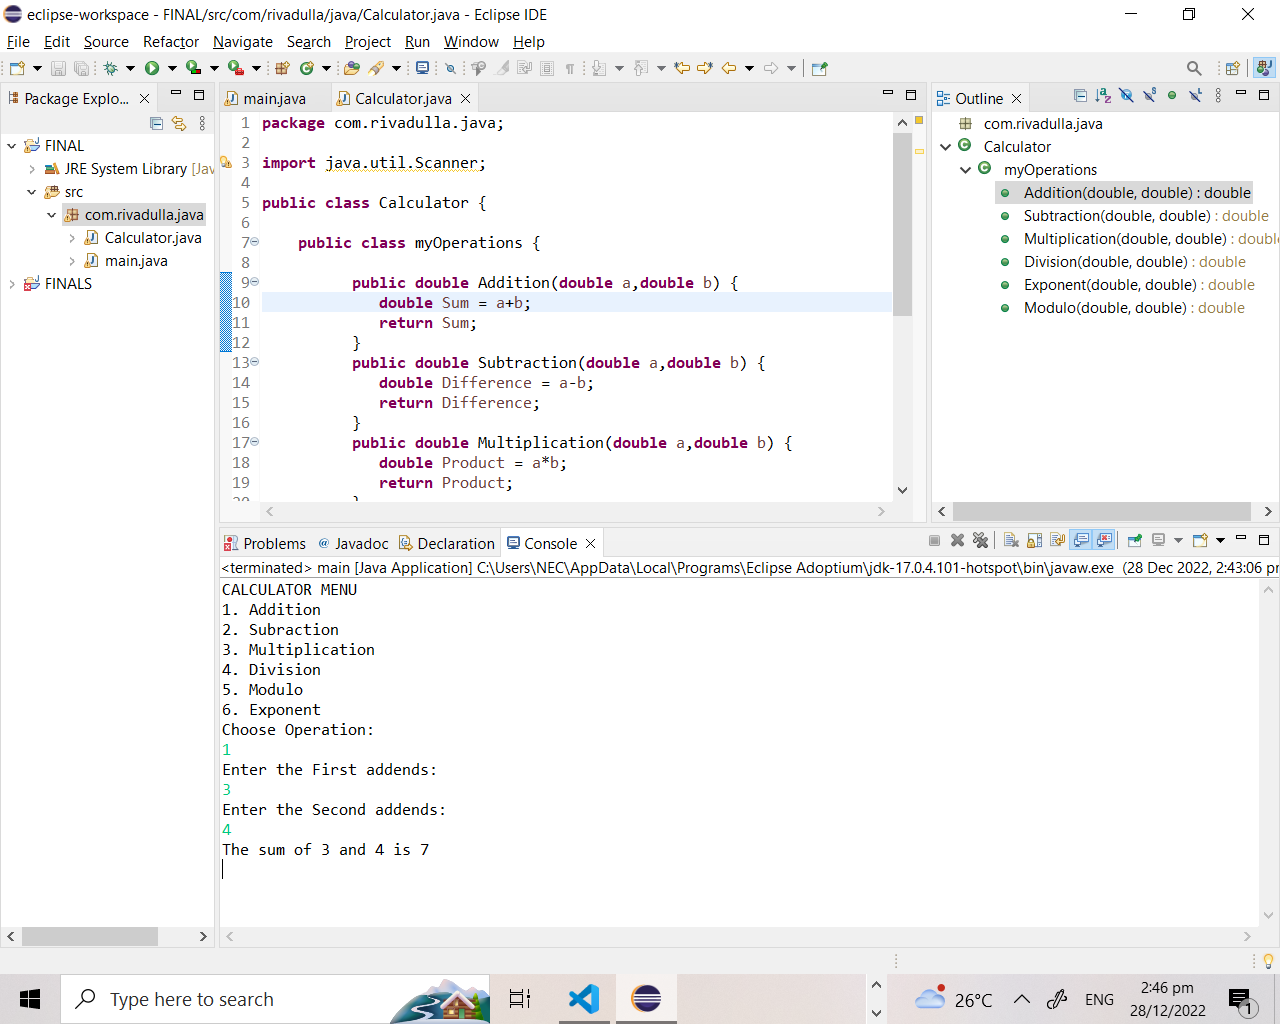 eclipse-workspace - FINAL/src/com/rivadulla/java/Calculator.java - Eclipse IDE
File Edit Source Refactor Navigate Search Project Run Window Help
Package Explo...
FINAL
JRE System Library [Jav
src
com.rivadulla.java
Calculator.java
main.java
FINALS
main.java Calculator.java
1 package com.rivadulla.java;
2
3 import java.util.Scanner;
4
5 public class Calculator {
6
7 public class myOperations {
8
9 public double Addition(double a,double b) {
10 double Sum = a+b;
11 return Sum;
12 }
13 public double Subtraction(double a,double b) {
14 double Difference = a-b;
15 return Difference;
16 }
17 public double Multiplication(double a,double b) {
18 double Product = a*b;
19 return Product;
20 }
Outline
com.rivadulla.java
Calculator
myOperations
Addition(double, double) : double
Subtraction(double, double) : double
Multiplication(double, double) : doubl
Division(double, double) : double
Exponent(double, double) : double
Modulo(double, double) : double
Problems @ Javadoc Declaration Console
<terminated> main [Java Application] C:\Users\NEC\AppData\Local\Programs\Eclipse Adoptium\jdk-17.0.4.101-hotspot\bin\javaw.exe (28 Dec 2022, 2:43:06 pr
CALCULATOR MENU
1. Addition
2. Subraction
3. Multiplication
4. Division
5. Modulo
6. Exponent
Choose Operation:
1
Enter the First addends:
3
Enter the Second addends:
4
The sum of 3 and 4 is 7
Type here to search
26°C
ENG
2:46 pm
28/12/2022
1